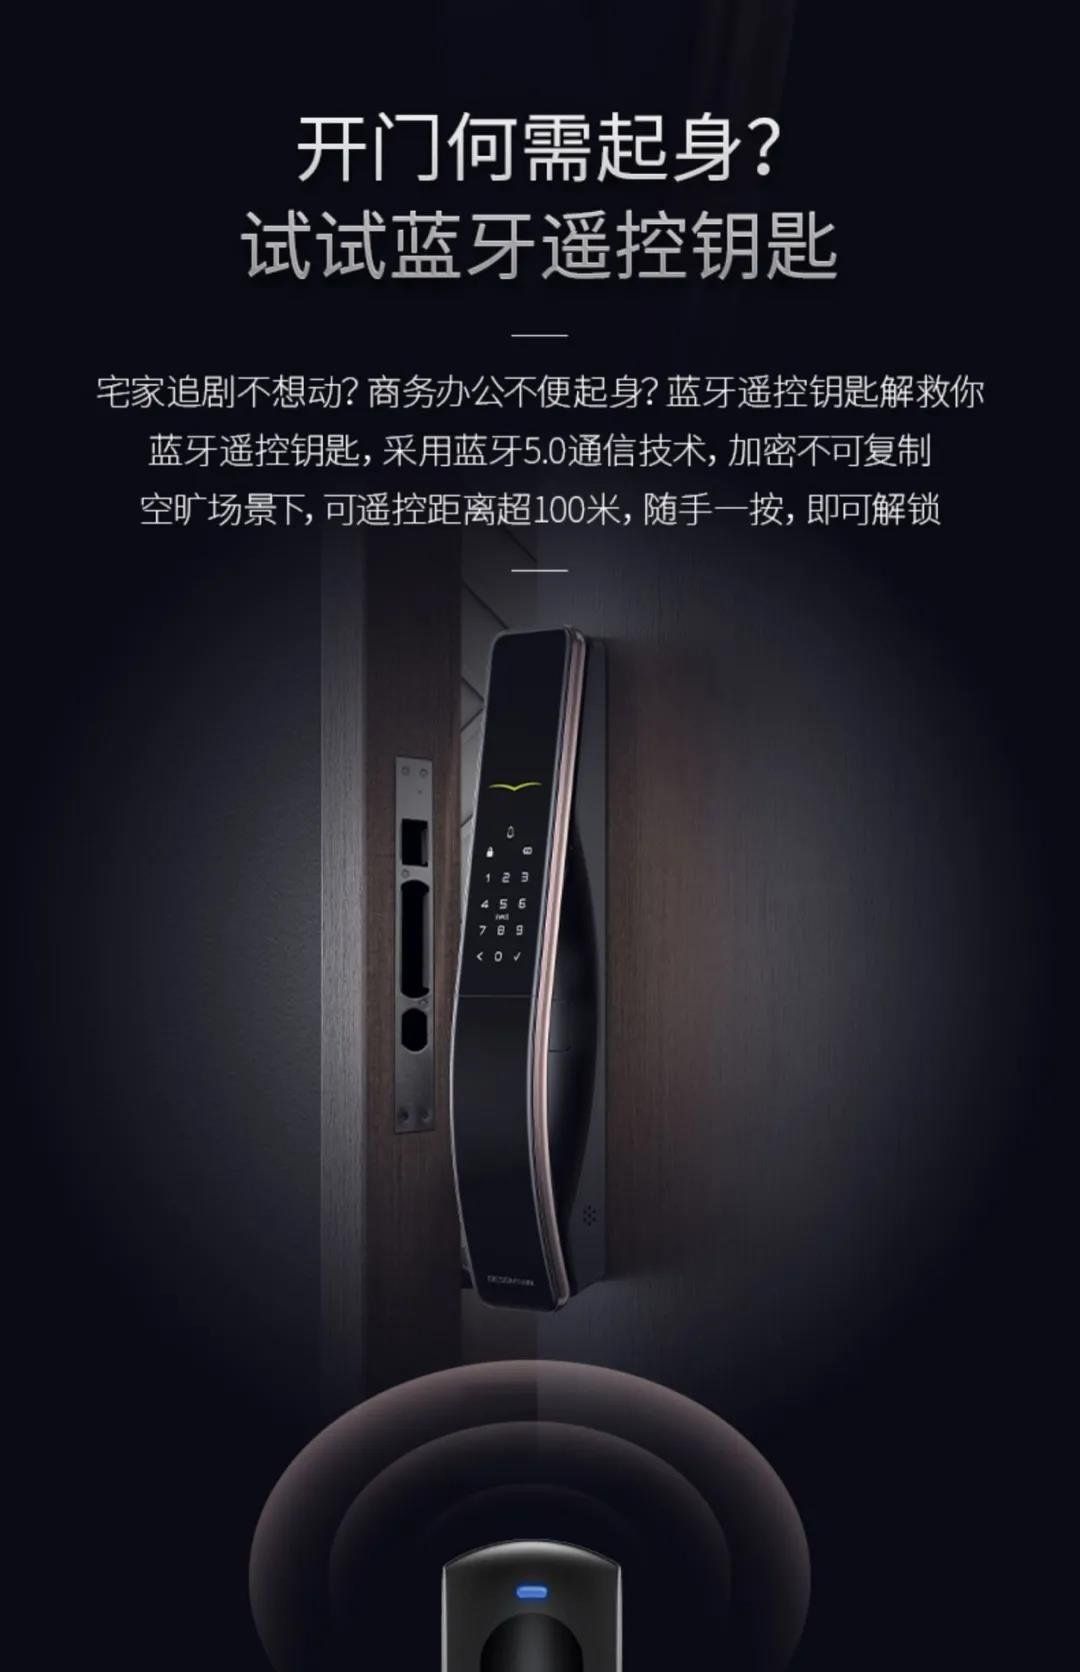 开门何需起身?
试试蓝牙遥控钥匙
宅家追剧不想动? 商务办公不便起身? 蓝牙遥控钥匙解救你
蓝牙遥控钥匙, 采用蓝牙5.0通信技术, 加密不可复制
空旷场景下, 可遥控距离超100米, 随手一按, 即可解锁
1 2 3
4 5 6
7 8 9
< 0 ✓